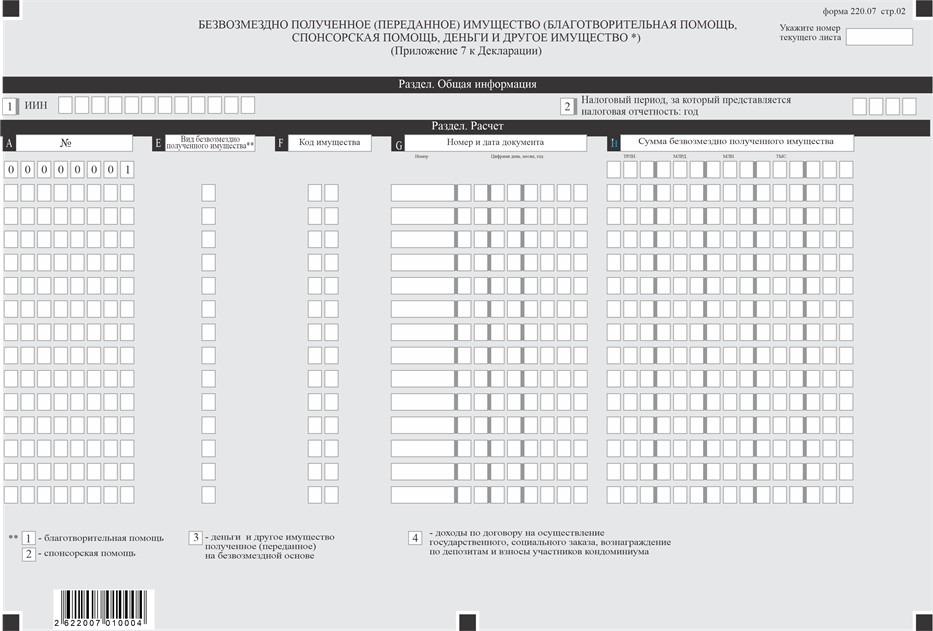 форма 220.07 стр.02
БЕЗВОЗМЕЗДНО ПОЛУЧЕННОЕ (ПЕРЕДАННОЕ) ИМУЩЕСТВО (БЛАГОТВОРИТЕЛЬНАЯ ПОМОЩЬ,
СПОНСОРСКАЯ ПОМОЩЬ, ДЕНЬГИ И ДРУГОЕ ИМУЩЕСТВО *)
(Приложение 7 к Декларации)
Укажите номер
текущего листа
Раздел. Общая информация
1 ИИН
2 Налоговый период, за который представляется
налоговая отчетность: год
Раздел. Расчет
A №
E Вид безвозмездно
полученного имущества**
F Код имущества
G Номер и дата документа
H Сумма безвозмездно полученного имущества
Номер Цифрами день, месяц, год
ТРЛН МЛРД МЛН ТЫС
0 0 0 0 0 0 0 1
** 1 - благотворительная помощь
2 - спонсорская помощь
3 - деньги и другое имущество
полученное (переданное)
на безвозмездной основе
4 - доходы по договору на осуществление
государственного, социального заказа, вознаграждение
по депозитам и взносы участников кондоминиума
2 622007 010004